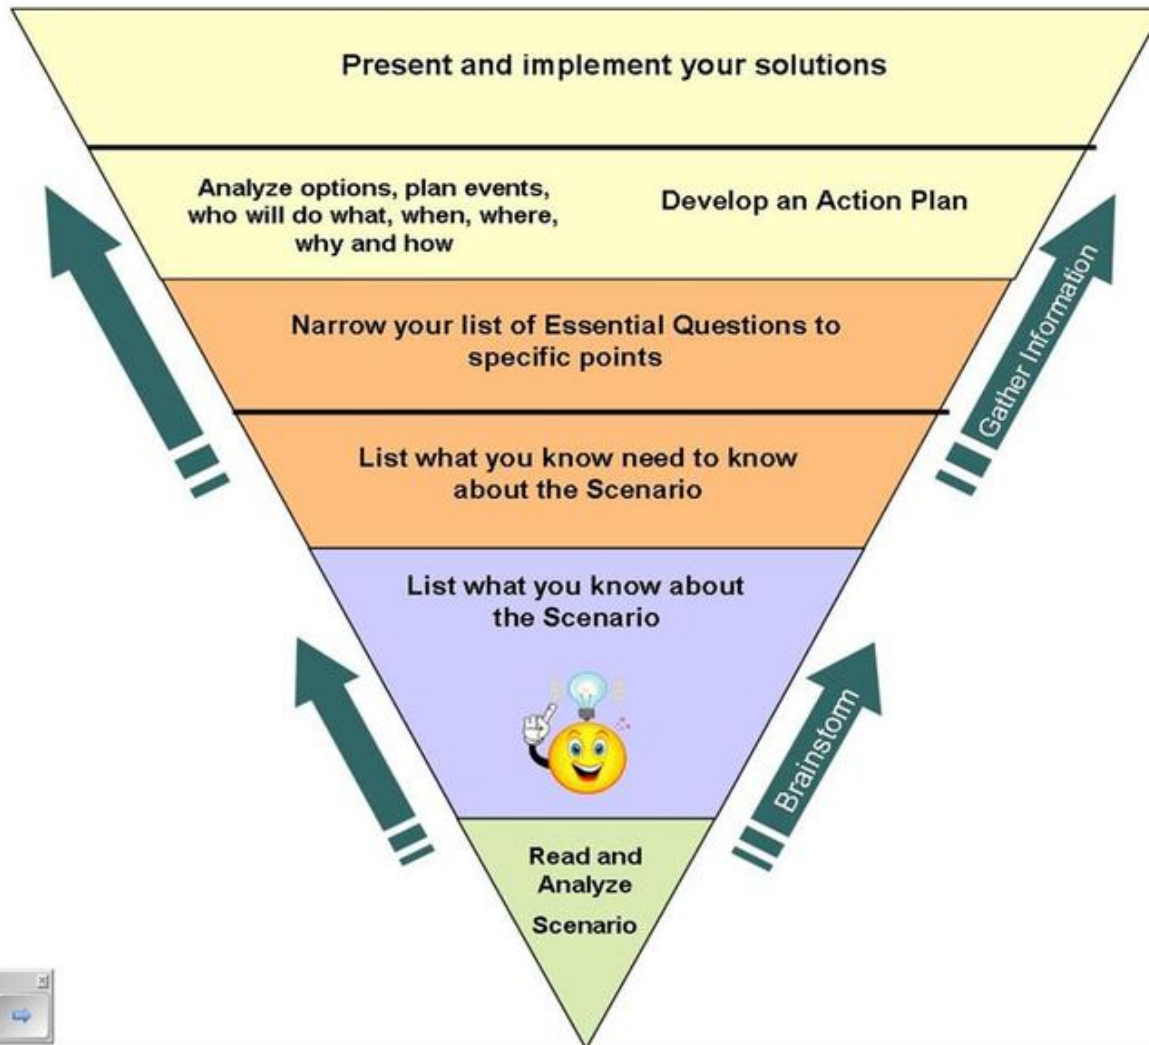 Present and implement your solutions
Analyze options, plan events,
who will do what, when, where,
why and how
Develop an Action Plan
Narrow your list of Essential Questions to
specific points
Gather Information
List what you know need to know
about the Scenario
List what you know about
the Scenario
Brainstorm
Read and
Analyze
Scenario